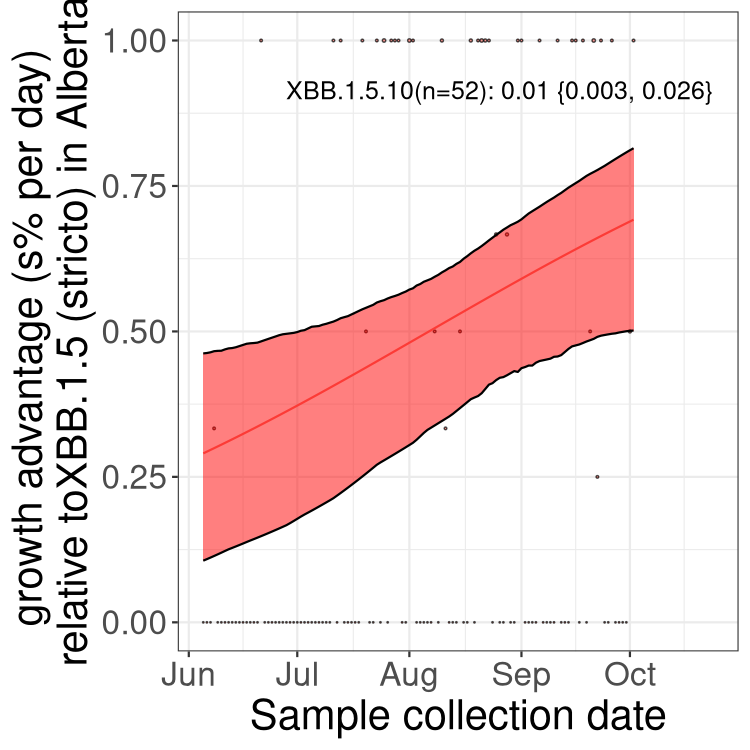 growth advantage (s% per day)
relative toXBB.1.5 (stricto) in Alberta
1.00
0.75
0.50
0.25
0.00
XBB.1.5.10(n=52): 0.01 {0.003, 0.026}
Jun Jul Aug Sep Oct
Sample collection date